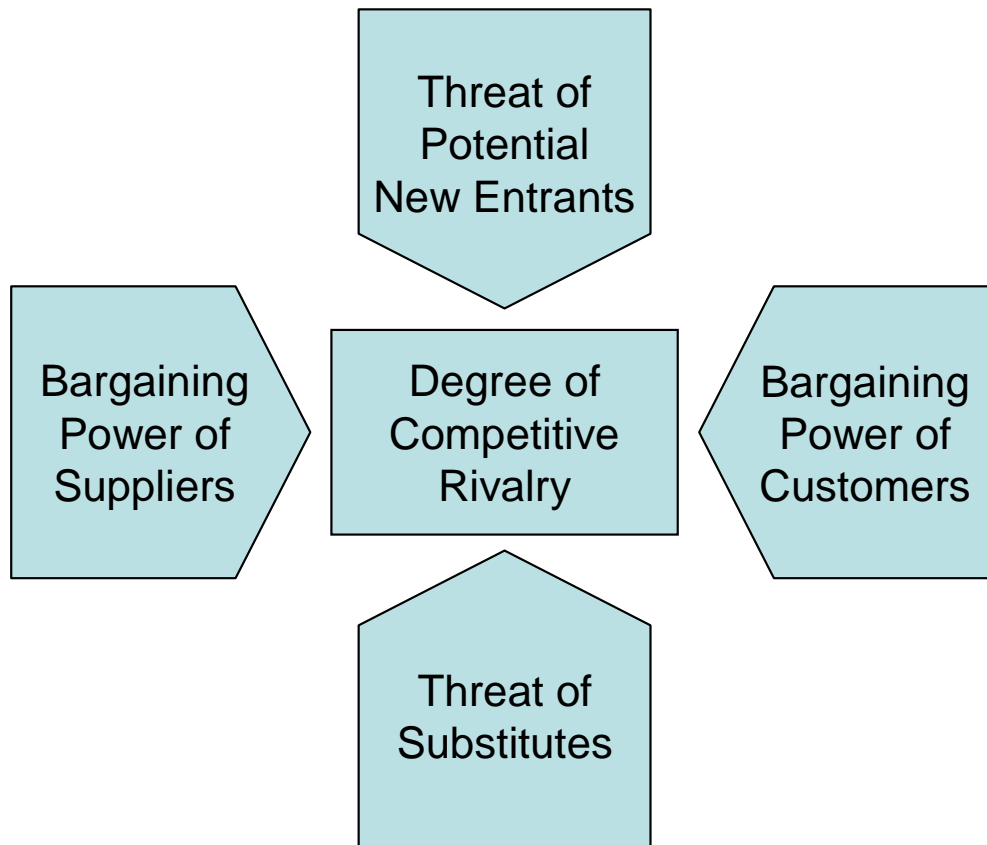 Threat of
Potential
New Entrants
Bargaining
Power of
Suppliers
Degree of
Competitive
Rivalry
Bargaining
Power of
Customers
Threat of
Substitutes